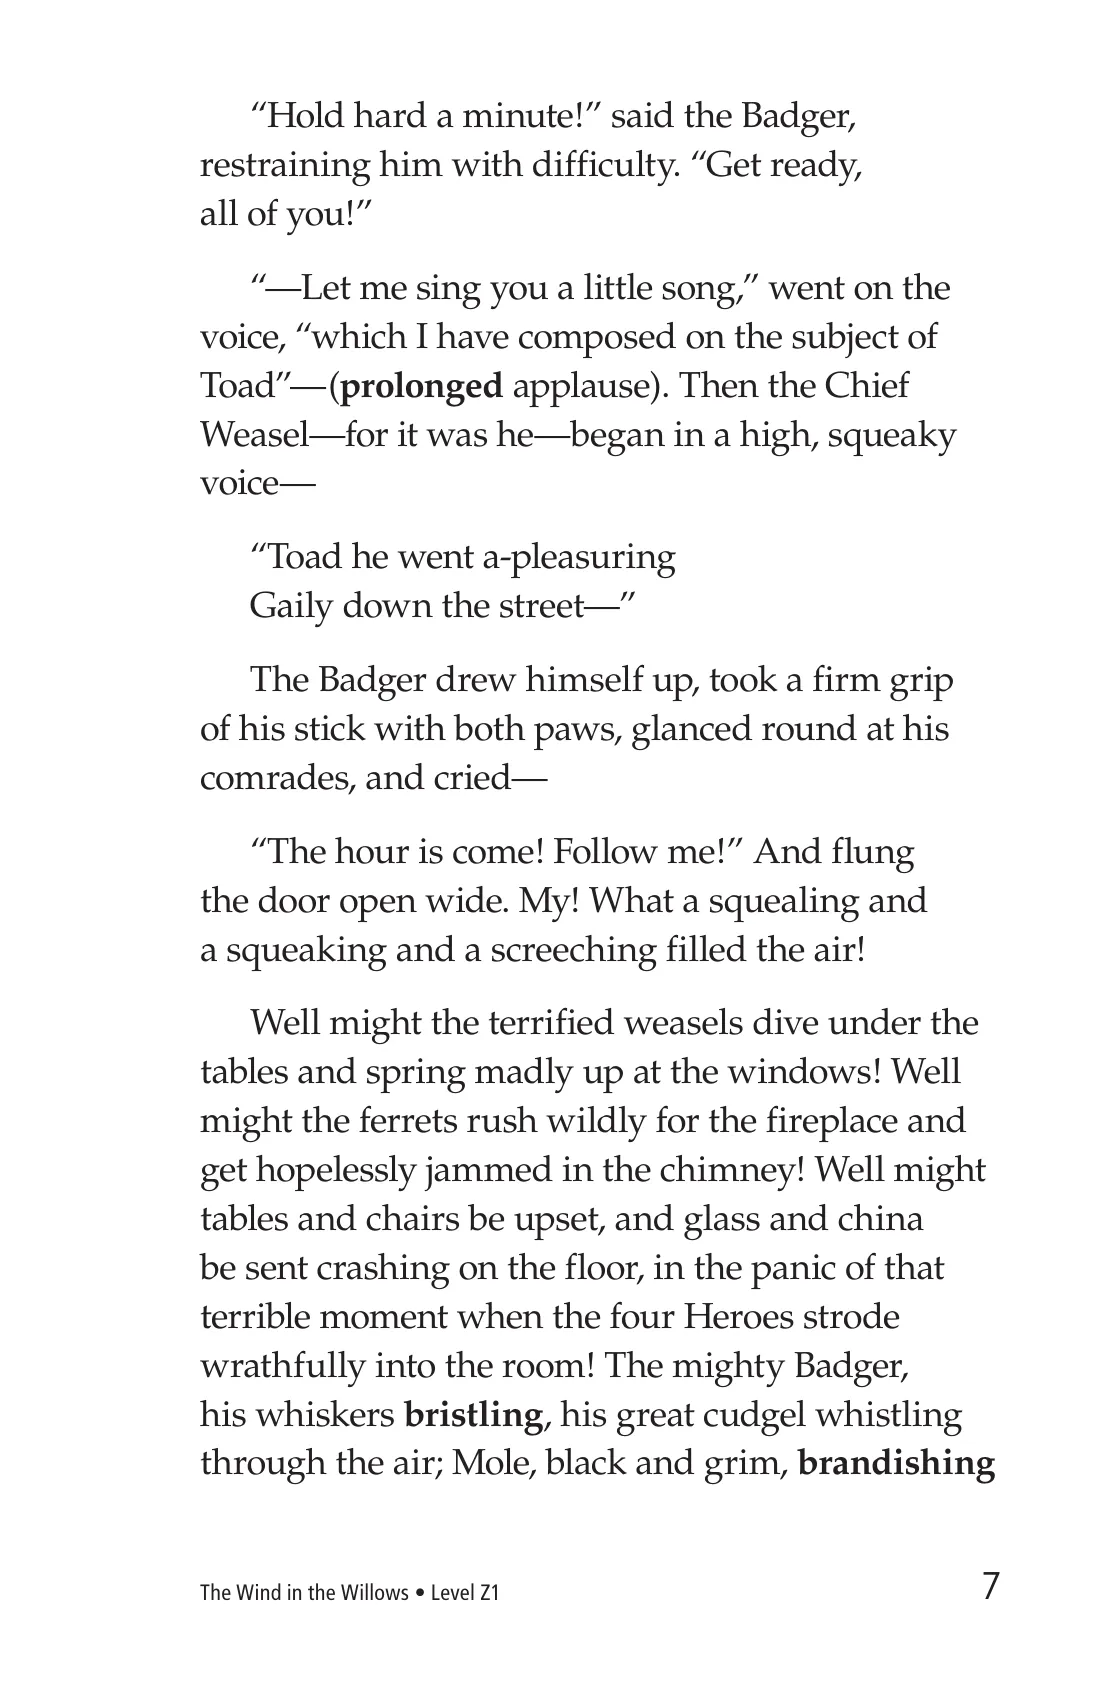 “Hold hard a minute!” said the Badger,
restraining him with difficulty. “Get ready,
all of you!”
“—Let me sing you a little song,” went on the
voice, “which I have composed on the subject of
Toad”—(prolonged applause). Then the Chief
Weasel—for it was he—began in a high, squeaky
voice—
“Toad he went a-pleasuring
Gaily down the street—”
The Badger drew himself up, took a firm grip
of his stick with both paws, glanced round at his
comrades, and cried—
“The hour is come! Follow me!” And flung
the door open wide. My! What a squealing and
a squeaking and a screeching filled the air!
Well might the terrified weasels dive under the
tables and spring madly up at the windows! Well
might the ferrets rush wildly for the fireplace and
get hopelessly jammed in the chimney! Well might
tables and chairs be upset, and glass and china
be sent crashing on the floor, in the panic of that
terrible moment when the four Heroes strode
wrathfully into the room! The mighty Badger,
his whiskers bristling, his great cudgel whistling
through the air; Mole, black and grim, brandishing
The Wind in the Willows • Level Z1
7